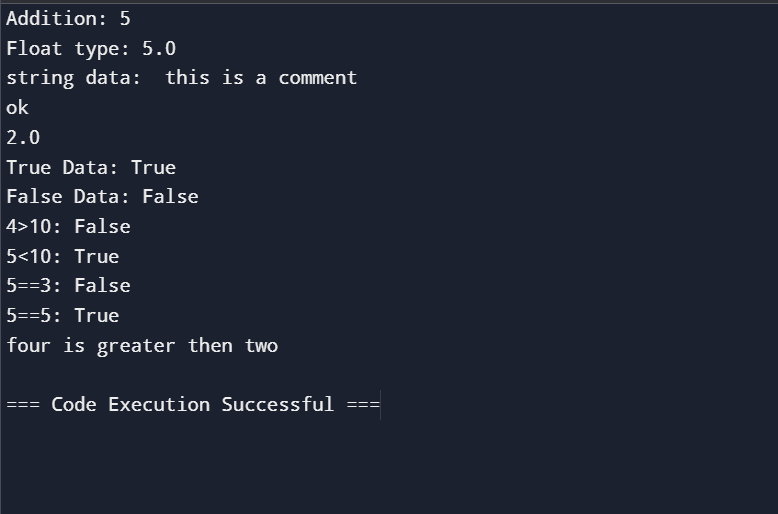 Addition: 5
Float type: 5.0
string data:  this is a comment
ok
2.0
True Data: True
False Data: False
4>10: False
5<10: True
5==3: False
5==5: True
four is greater then two
=== Code Execution Successful ===